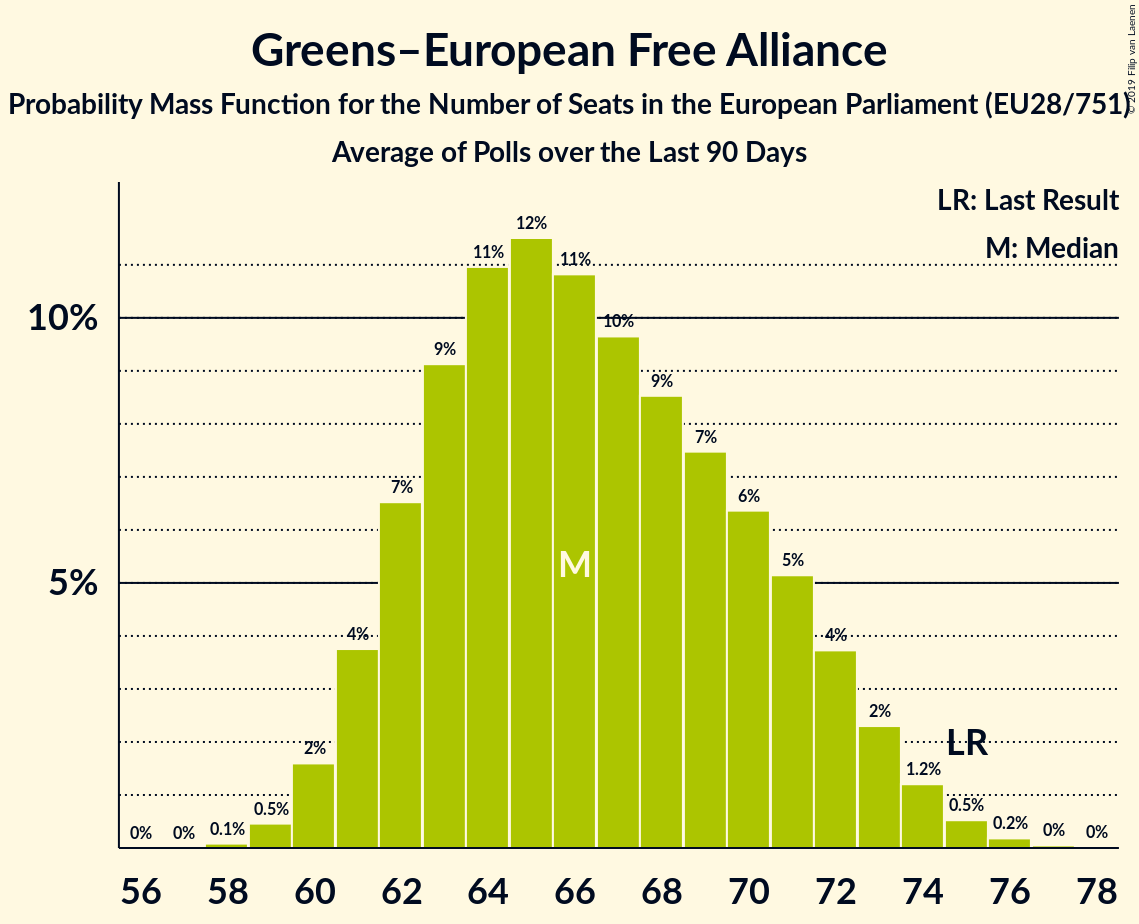 Greens–European Free Alliance
Probability Mass Function for the Number of Seats in the European Parliament (EU28/751)
Average of Polls over the Last 90 Days
© 2019 Filip van Laenen
LR: Last Result
M: Median
10%
5%
0%
0%
0.1%
0.5%
2%
4%
7%
9%
11%
12%
11%
10%
9%
7%
6%
5%
4%
2%
1.2%
0.5%
0.2%
0%
0%
M
LR
56 58 60 62 64 66 68 70 72 74 76 78